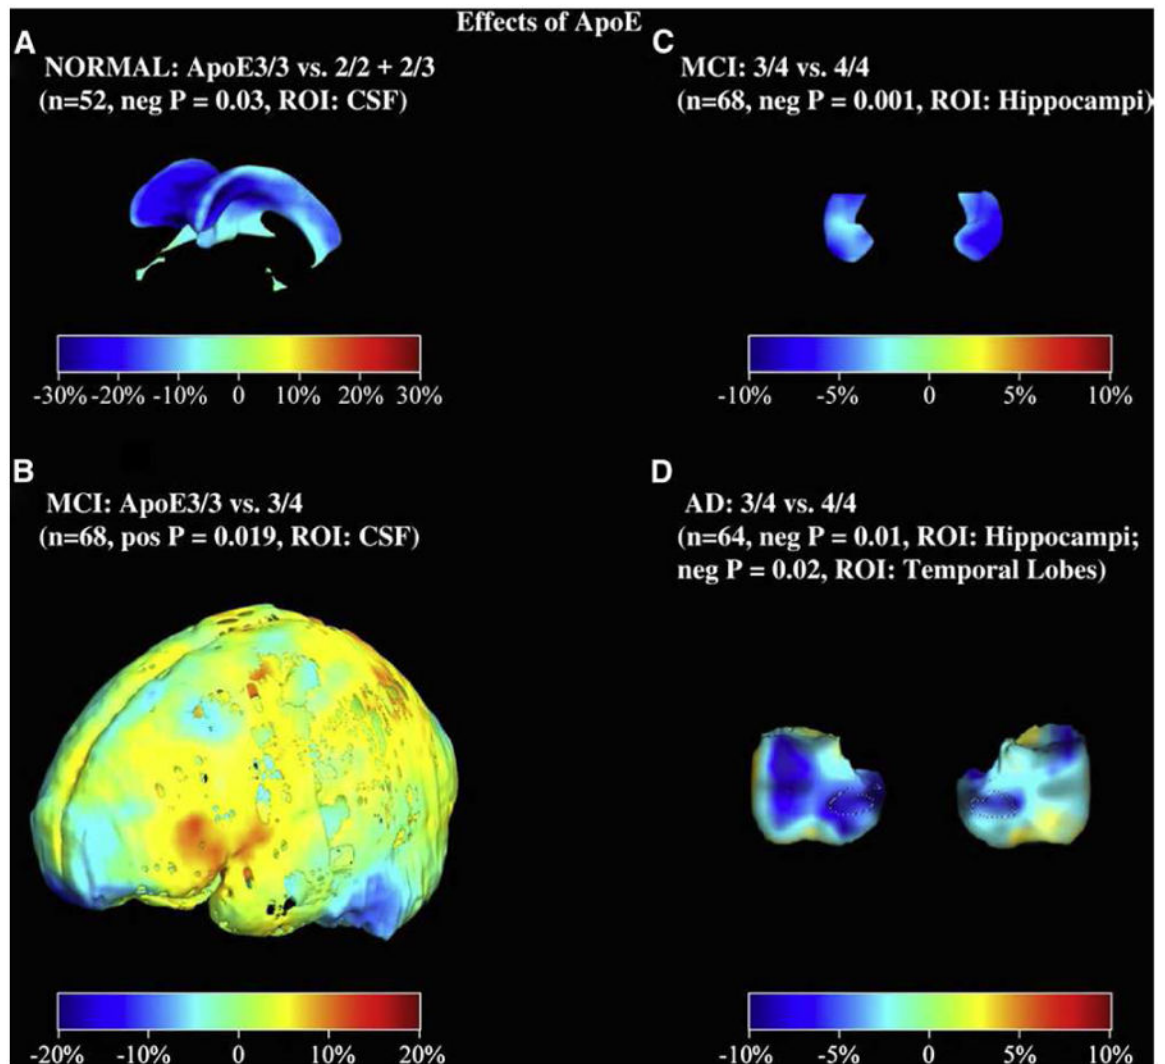 Effects of ApoE
A
NORMAL: ApoE3/3 vs. 2/2 + 2/3
(n=52, neg P = 0.03, ROI: CSF)
-30% -20% -10% 0 10% 20% 30%
B
MCI: ApoE3/3 vs. 3/4
(n=68, pos P = 0.019, ROI: CSF)
-20% -10% 0 10% 20%
C
MCI: 3/4 vs. 4/4
(n=68, neg P = 0.001, ROI: Hippocampi)
-10% -5% 0 5% 10%
D
AD: 3/4 vs. 4/4
(n=64, neg P = 0.01, ROI: Hippocampi;
neg P = 0.02, ROI: Temporal Lobes)
-10% -5% 0 5% 10%